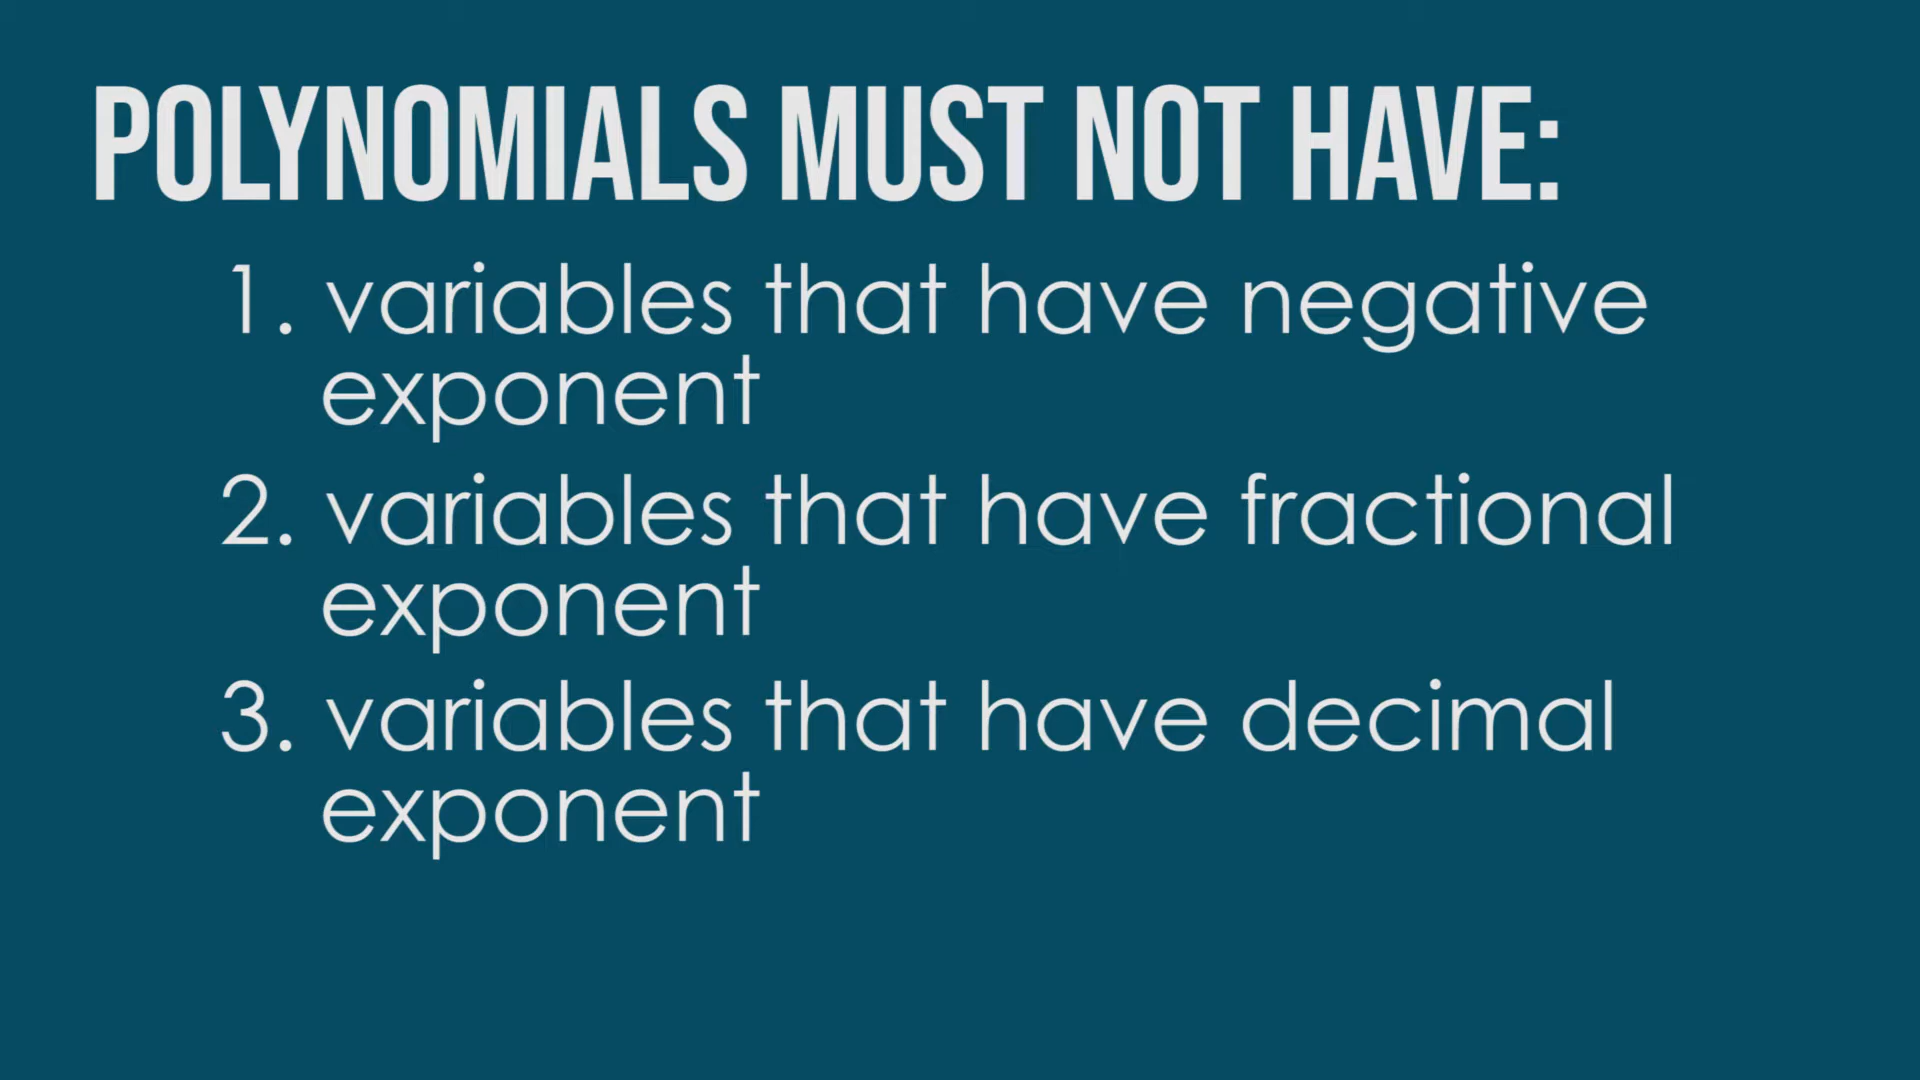 POLYNOMIALS MUST NOT HAVE:
1. variables that have negative
exponent
2. variables that have fractional
exponent
3. variables that have decimal
exponent